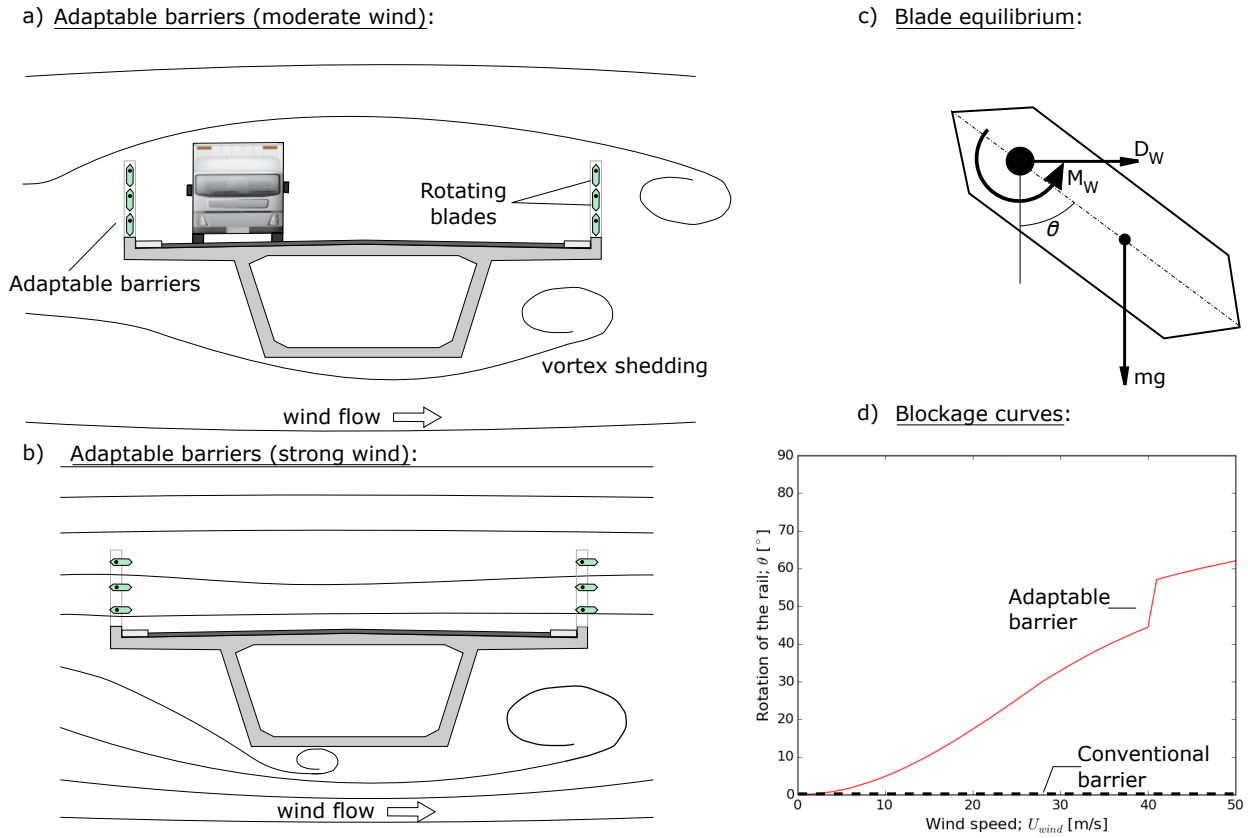 a) Adaptable barriers (moderate wind):
Rotating
blades
Adaptable barriers
vortex shedding
wind flow
b) Adaptable barriers (strong wind):
wind flow
c) Blade equilibrium:
D_W
M_W
θ
mg
d) Blockage curves:
90
80
70
60
50
40
30
20
10
0
Rotation of the rail; θ [°]
Adaptable
barrier
Conventional
barrier
0 10 20 30 40 50
Wind speed; U_wind [m/s]